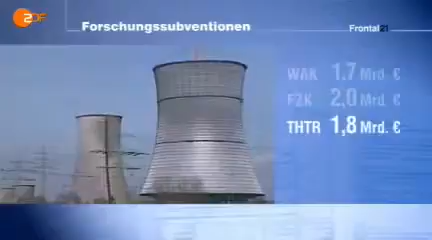 ZDF
Forschungssubventionen
Frontal21
WAK 1,7 Mrd. €
FZK 2,0 Mrd. €
THTR 1,8 Mrd. €